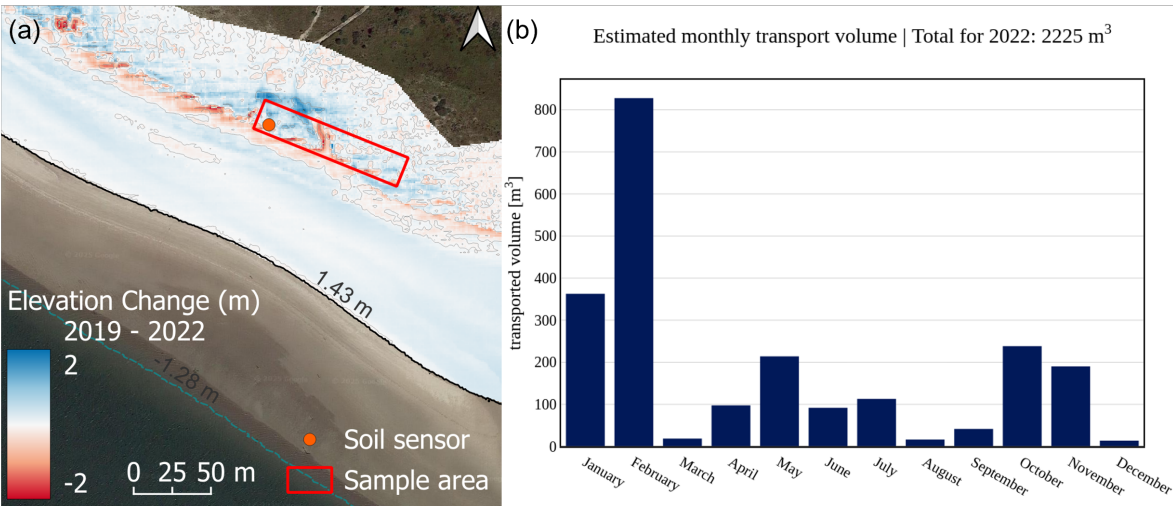 (a)
1.43 m
Elevation Change (m)
2019 - 2022
2
-1.28 m
-2
0 25 50 m
Soil sensor
Sample area
(b)
Estimated monthly transport volume | Total for 2022: 2225 m³
transported volume [m³]
800
700
600
500
400
300
200
100
0
January
February
March
April
May
June
July
August
September
October
November
December